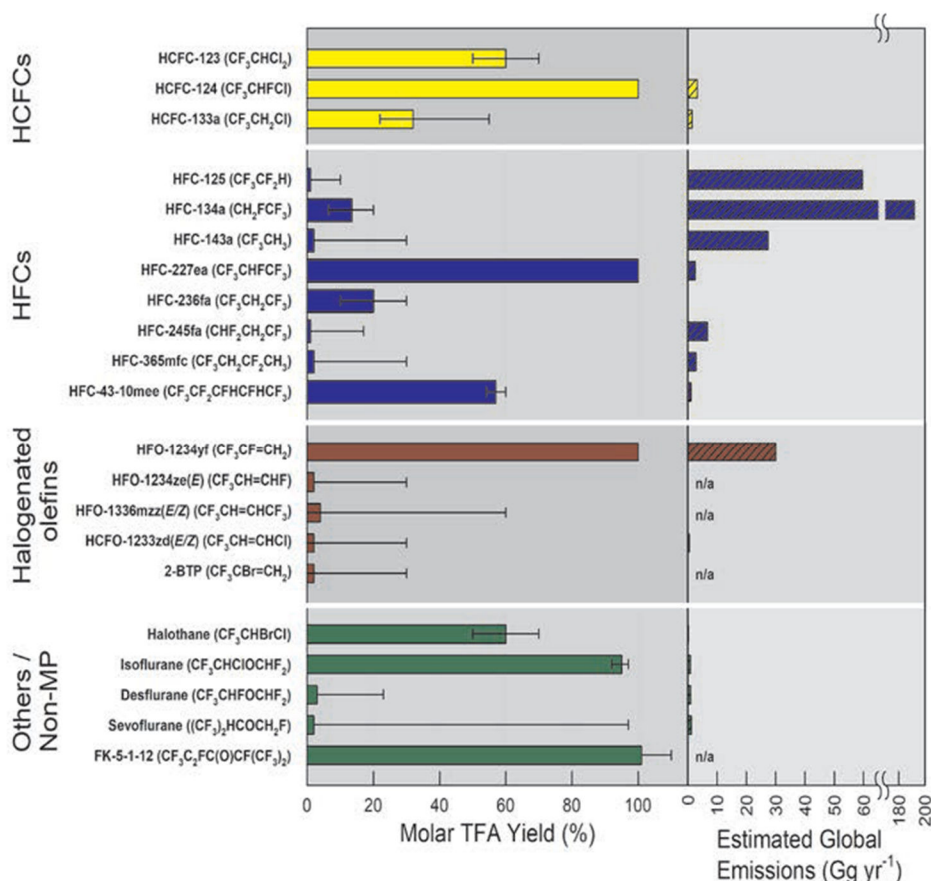 HCFCs
HCFC-123 (CF₃CHCl₂)
HCFC-124 (CF₃CHFCl)
HCFC-133a (CF₃CH₂Cl)
HFCs
HFC-125 (CF₃CF₂H)
HFC-134a (CH₂FCF₃)
HFC-143a (CF₃CH₃)
HFC-227ea (CF₃CHFCF₃)
HFC-236fa (CF₃CH₂CF₃)
HFC-245fa (CHF₂CH₂CF₃)
HFC-365mfc (CF₃CH₂CF₂CH₃)
HFC-43-10mee (CF₃CF₂CFHCFHCF₃)
Halogenated
olefins
HFO-1234yf (CF₃CF=CH₂)
HFO-1234ze(E) (CF₃CH=CHF)
n/a
HFO-1336mzz(E/Z) (CF₃CH=CHCF₃)
n/a
HCFO-1233zd(E/Z) (CF₃CH=CHCl)
2-BTP (CF₃CBr=CH₂)
n/a
Others /
Non-MP
Halothane (CF₃CHBrCl)
Isoflurane (CF₃CHClOCHF₂)
Desflurane (CF₃CHFOCHF₂)
Sevoflurane ((CF₃)₂HCOCH₂F)
FK-5-1-12 (CF₃C₂FC(O)CF(CF₃)₂)
n/a
0 20 40 60 80 100
Molar TFA Yield (%)
0 10 20 30 40 50 60 180 200
Estimated Global
Emissions (Gg yr⁻¹)